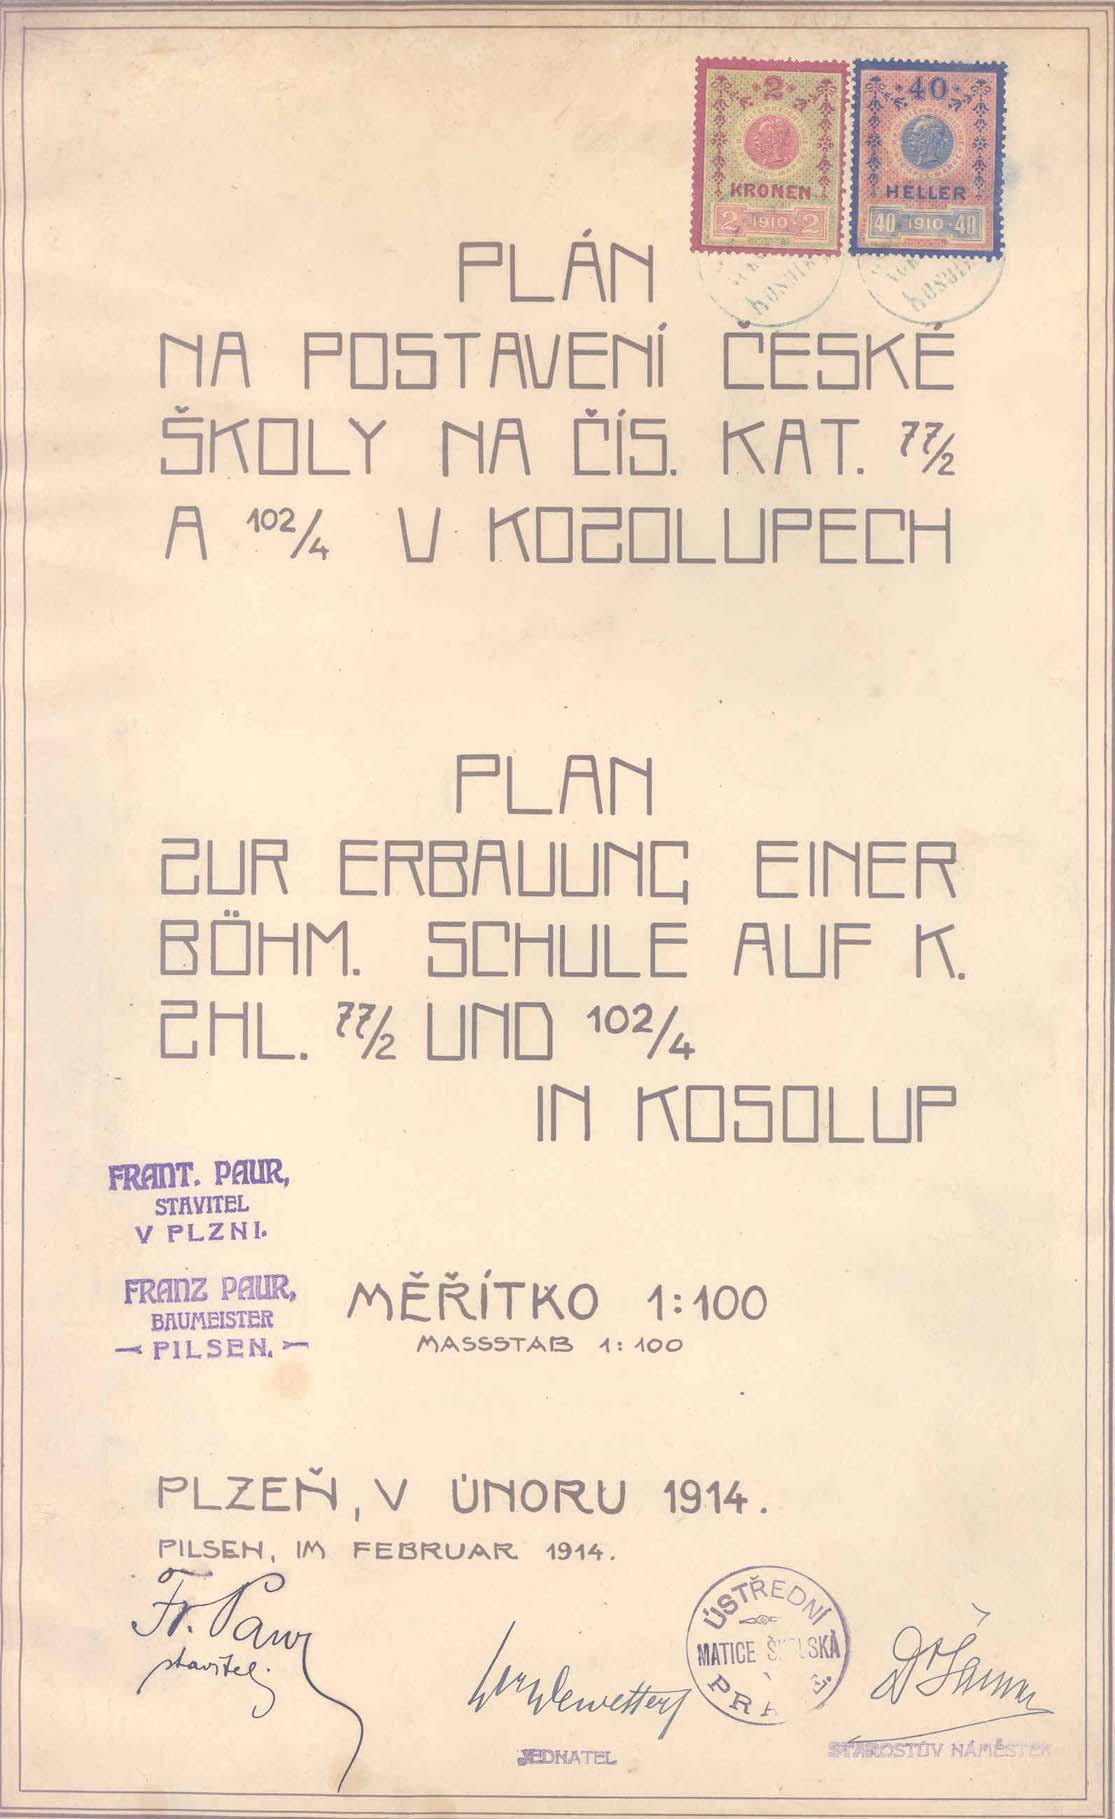 2
KRONEN
2 1910 2
40
HELLER
40 1910 40
PLÁN
NA POSTAVENÍ ČESKÉ
ŠKOLY NA ČÍS. KAT. 77/2
A 102/4 V KOZOLUPECH
PLAN
ZUR ERBAUUNG EINER
BÖHM. SCHULE AUF K.
ZHL. 77/2 UND 102/4
IN KOSOLUP
FRANT. PAUR,
STAVITEL
V PLZNI.
FRANZ PAUR,
BAUMEISTER
PILSEN.
MĚŘÍTKO 1:100
MASSSTAB 1:100
PLZEŇ, V ÚNORU 1914.
PILSEN, IM FEBRUAR 1914.
Fr. Paur
stavitel.
ÚSTŘEDNÍ
MATICE ŠKOLSKÁ
JEDNATEL
STAROSTŮV NÁMĚSTEK